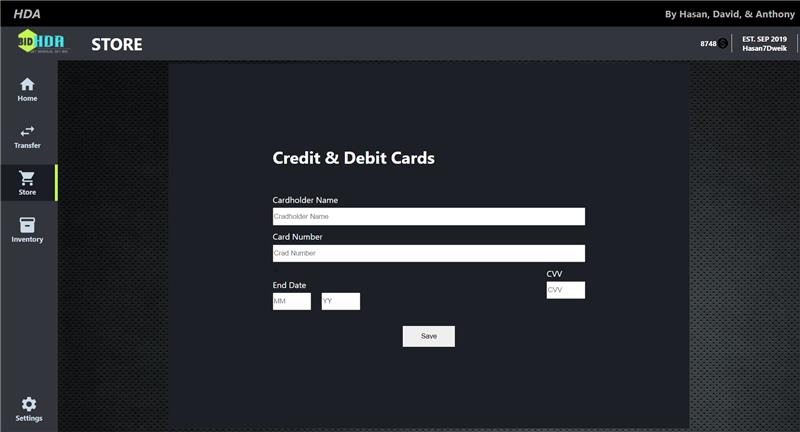 HDA
By Hasan, David, & Anthony
BID HDA
STORE
8748
EST. SEP 2019
Hasan7Dweik
Home
Transfer
Store
Inventory
Settings
Credit & Debit Cards
Cardholder Name
Cradholder Name
Card Number
Crad Number
End Date
MM YY
CVV
CVV
Save